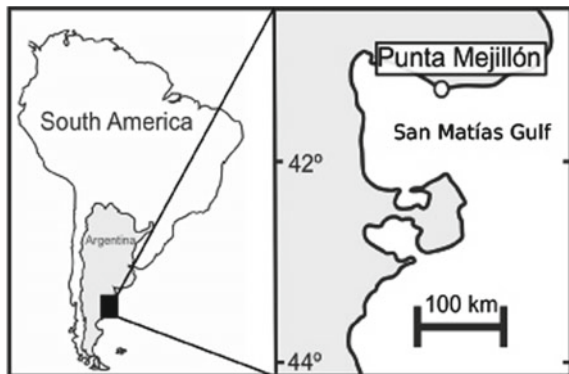 South America
Argentina
Punta Mejillón
San Matías Gulf
42º
100 km
44º